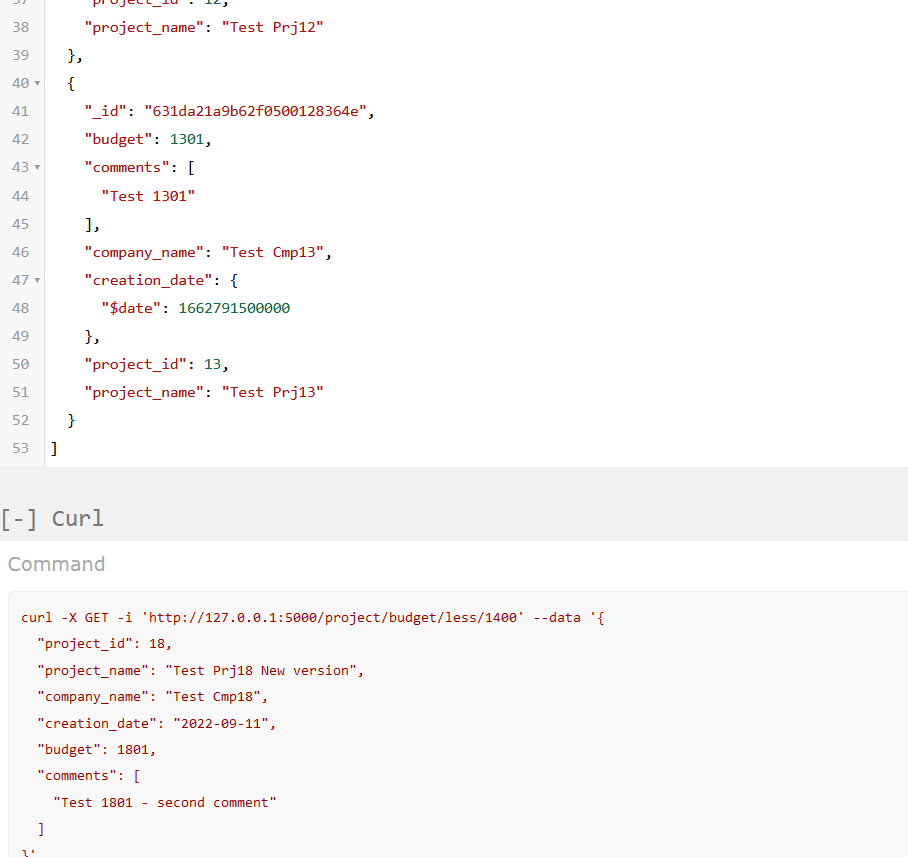 37 "project_id": 12,
38 "project_name": "Test Prj12"
39 },
40 {
41 "_id": "631da21a9b62f0500128364e",
42 "budget": 1301,
43 "comments": [
44 "Test 1301"
45 ],
46 "company_name": "Test Cmp13",
47 "creation_date": {
48 "$date": 1662791500000
49 },
50 "project_id": 13,
51 "project_name": "Test Prj13"
52 }
53 ]
[-] Curl
Command
curl -X GET -i 'http://127.0.0.1:5000/project/budget/less/1400' --data '{
"project_id": 18,
"project_name": "Test Prj18 New version",
"company_name": "Test Cmp18",
"creation_date": "2022-09-11",
"budget": 1801,
"comments": [
"Test 1801 - second comment"
]
}'